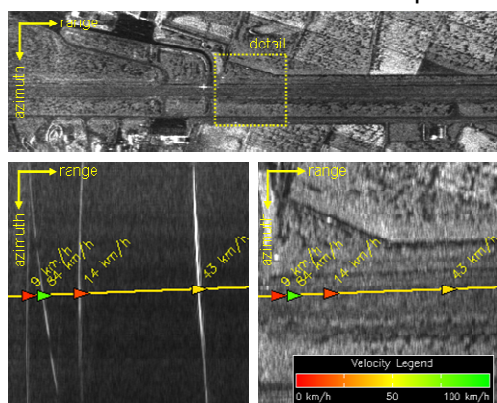 range
azimuth
detail
range
azimuth
9 km/h
84 km/h
14 km/h
43 km/h
range
azimuth
9 km/h
84 km/h
14 km/h
43 km/h
Velocity Legend
0 km/h 50 100 km/h